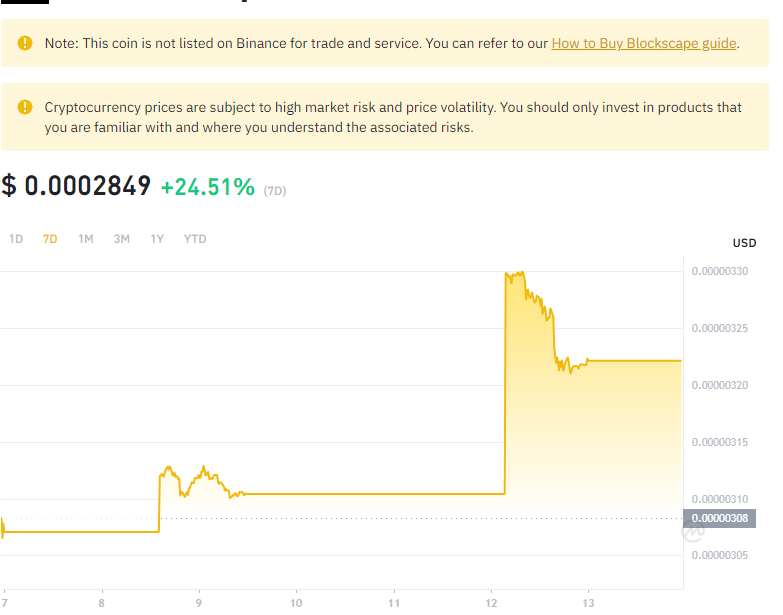 Note: This coin is not listed on Binance for trade and service. You can refer to our How to Buy Blockscape guide.
Cryptocurrency prices are subject to high market risk and price volatility. You should only invest in products that
you are familiar with and where you understand the associated risks.
$ 0.0002849 +24.51% (7D)
1D 7D 1M 3M 1Y YTD
USD
0.00000330
0.00000325
0.00000320
0.00000315
0.00000310
0.00000308
0.00000305
7 8 9 10 11 12 13